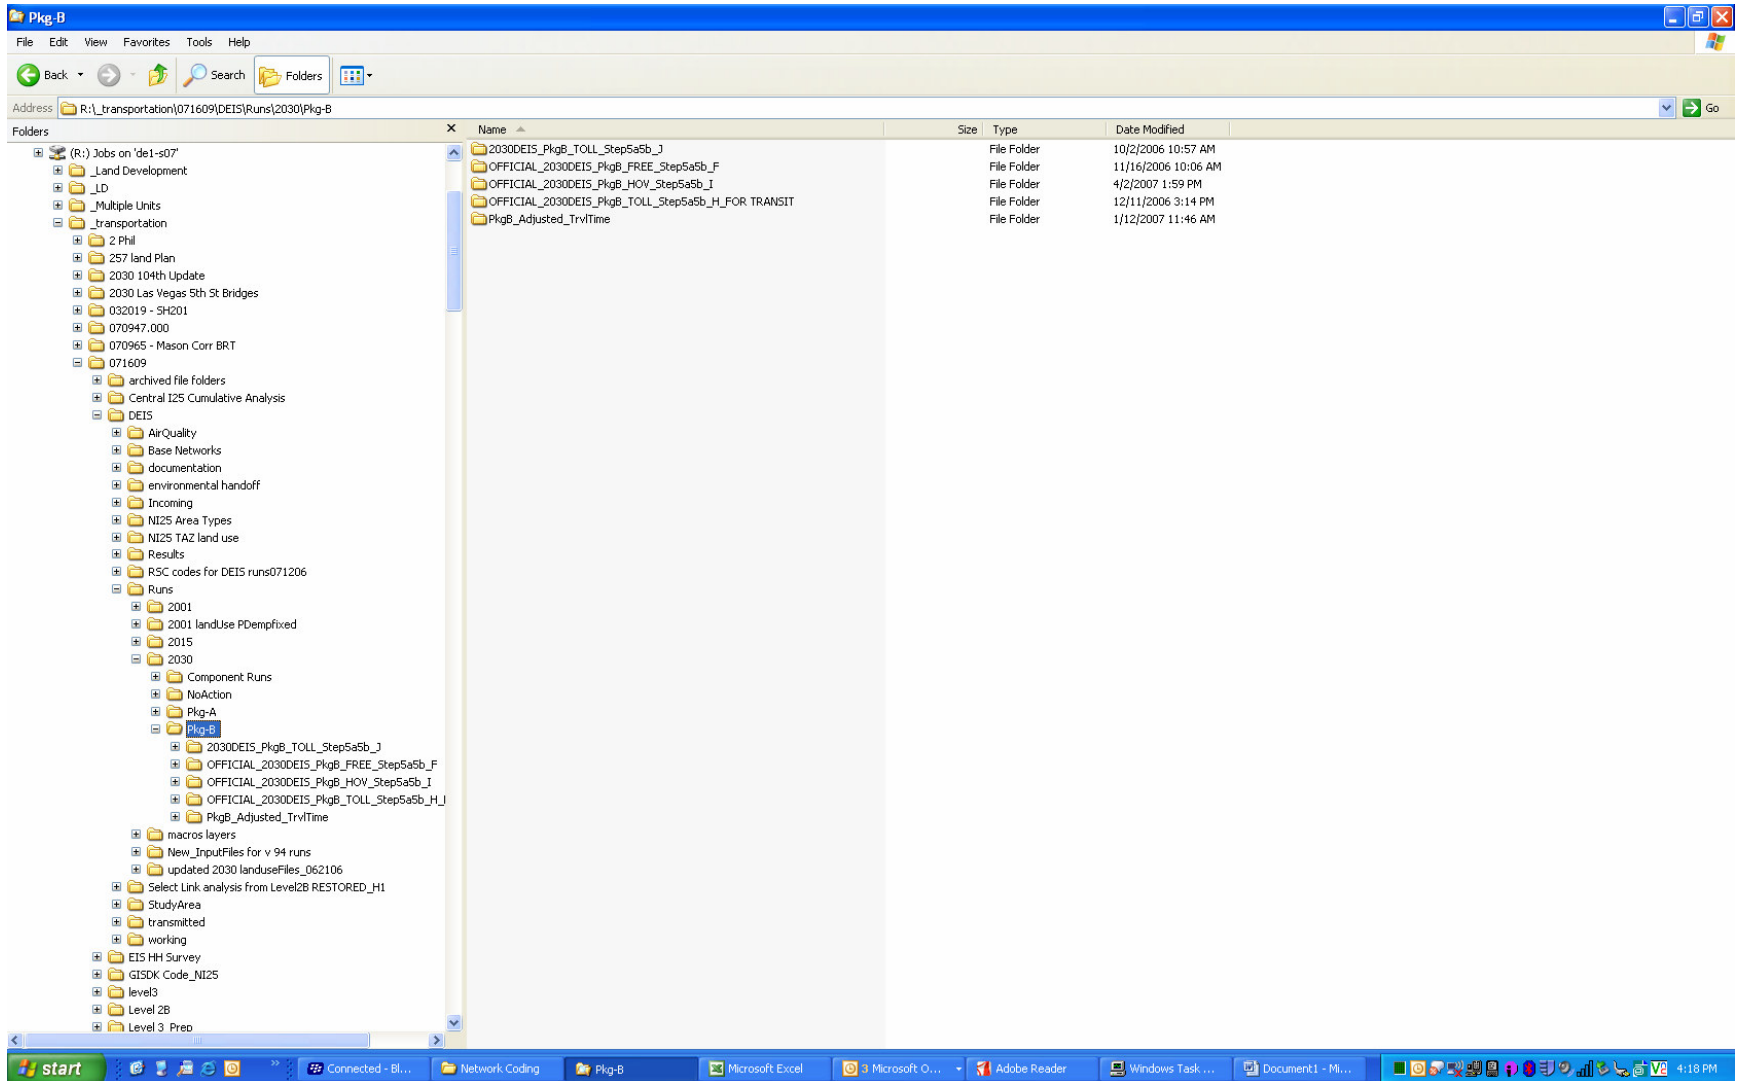 Pkg-B
File Edit View Favorites Tools Help
Back Search Folders
Address R:\_transportation\071609\DEIS\Runs\2030\Pkg-B Go
Folders
(R:) Jobs on 'de1-s07'
_Land Development
_LD
_Multiple Units
_transportation
2 Phil
257 land Plan
2030 104th Update
2030 Las Vegas 5th St Bridges
032019 - SH201
070947.000
070965 - Mason Corr BRT
071609
archived file folders
Central I25 Cumulative Analysis
DEIS
AirQuality
Base Networks
documentation
environmental handoff
Incoming
NI25 Area Types
NI25 TAZ land use
Results
RSC codes for DEIS runs071206
Runs
2001
2001 landUse PDempfixed
2015
2030
Component Runs
NoAction
Pkg-A
Pkg-B
2030DEIS_PkgB_TOLL_Step5a5b_J
OFFICIAL_2030DEIS_PkgB_FREE_Step5a5b_F
OFFICIAL_2030DEIS_PkgB_HOV_Step5a5b_I
OFFICIAL_2030DEIS_PkgB_TOLL_Step5a5b_H_
PkgB_Adjusted_TrvlTime
macros layers
New_InputFiles for v 94 runs
updated 2030 landuseFiles_062106
Select Link analysis from Level2B RESTORED_H1
StudyArea
transmitted
working
EIS HH Survey
GISDK Code_NI25
level3
Level 2B
Level 3 Prep
Name Size Type Date Modified
2030DEIS_PkgB_TOLL_Step5a5b_J File Folder 10/2/2006 10:57 AM
OFFICIAL_2030DEIS_PkgB_FREE_Step5a5b_F File Folder 11/16/2006 10:06 AM
OFFICIAL_2030DEIS_PkgB_HOV_Step5a5b_I File Folder 4/2/2007 1:59 PM
OFFICIAL_2030DEIS_PkgB_TOLL_Step5a5b_H_FOR TRANSIT File Folder 12/11/2006 3:14 PM
PkgB_Adjusted_TrvlTime File Folder 1/12/2007 11:46 AM
start Connected - Bl... Network Coding Pkg-B Microsoft Excel 3 Microsoft O... Adobe Reader Windows Task ... Document1 - Mi... 4:18 PM